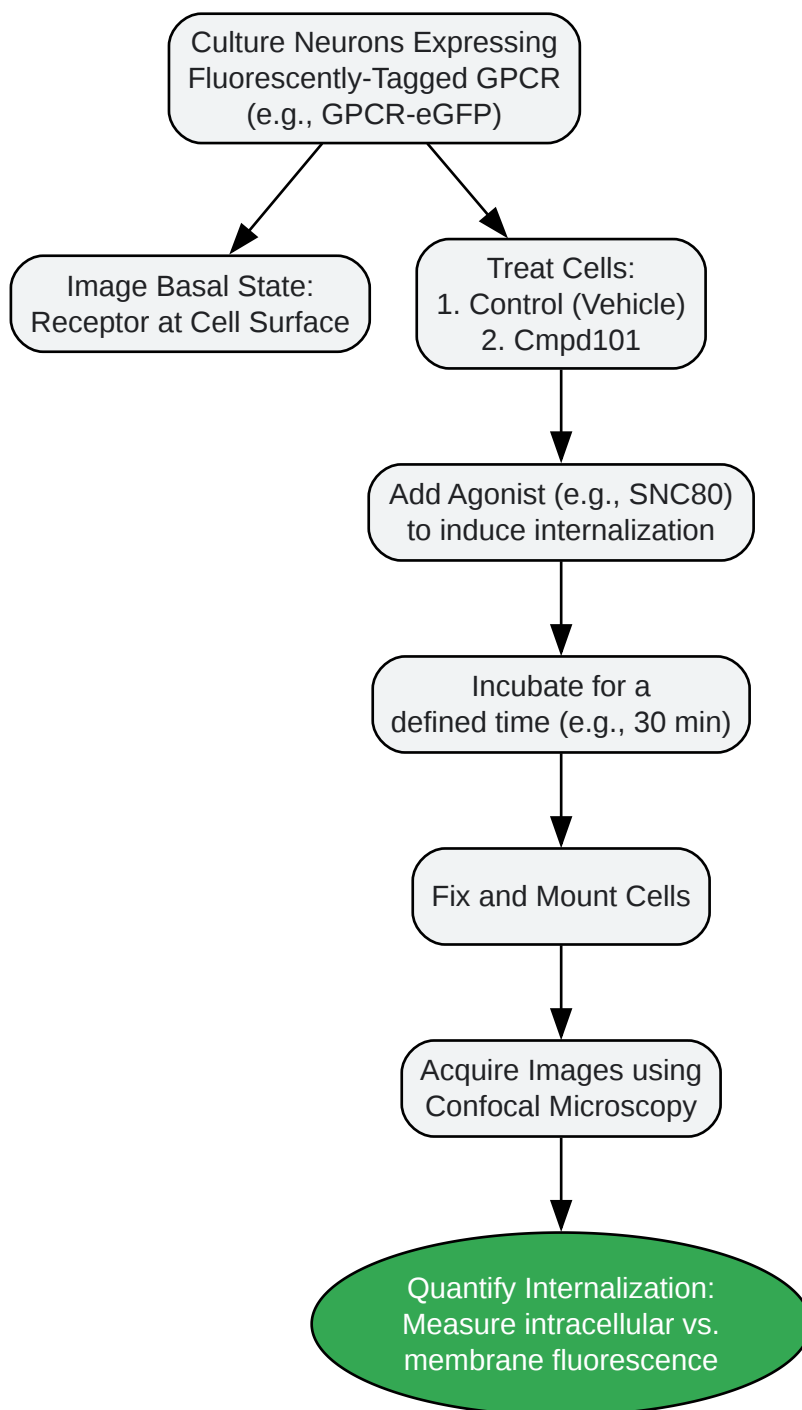 Culture Neurons Expressing
Fluorescently-Tagged GPCR
(e.g., GPCR-eGFP)
Image Basal State:
Receptor at Cell Surface
Treat Cells:
1. Control (Vehicle)
2. Cmpd101
Add Agonist (e.g., SNC80)
to induce internalization
Incubate for a
defined time (e.g., 30 min)
Fix and Mount Cells
Acquire Images using
Confocal Microscopy
Quantify Internalization:
Measure intracellular vs.
membrane fluorescence